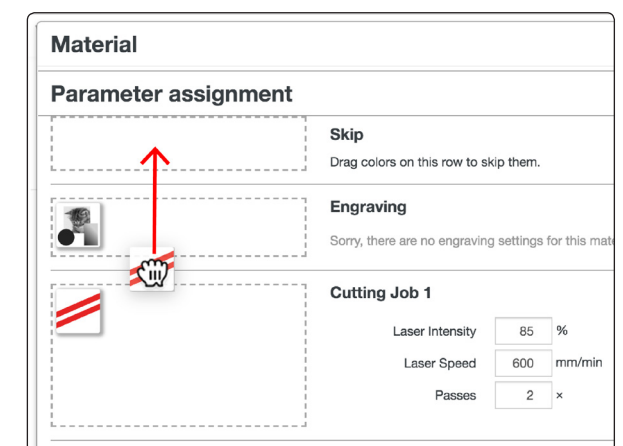 Material
Parameter assignment
Skip
Drag colors on this row to skip them.
Engraving
Sorry, there are no engraving settings for this mate
Cutting Job 1
Laser Intensity 85 %
Laser Speed 600 mm/min
Passes 2 ×